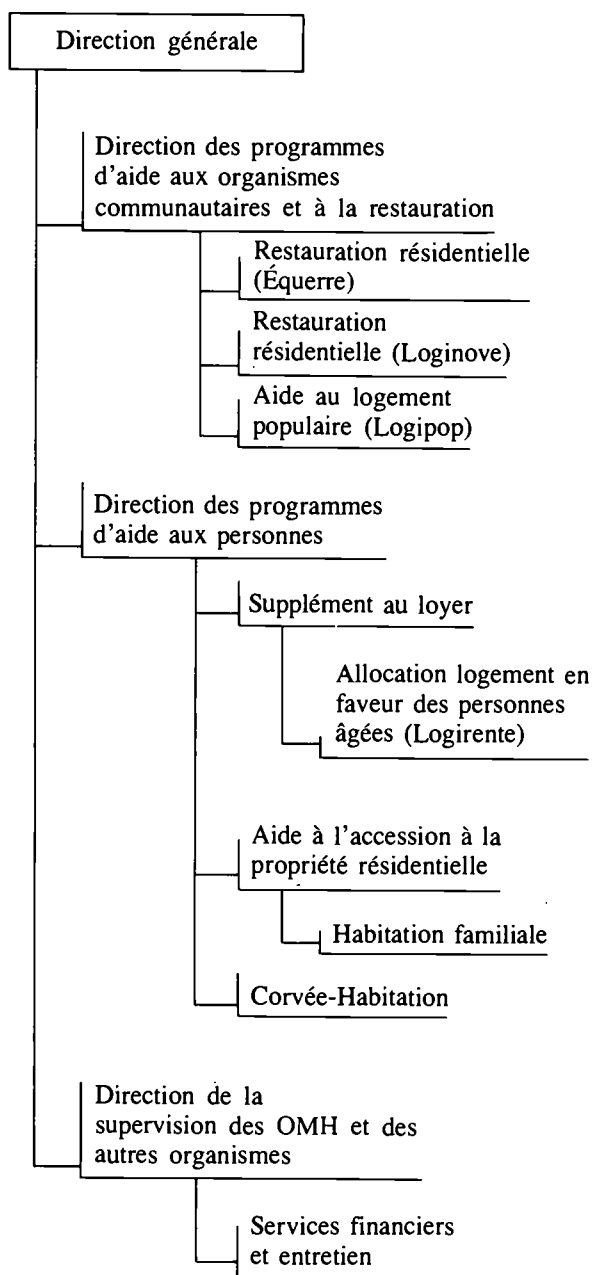 Direction générale
Direction des programmes
d'aide aux organismes
communautaires et à la restauration
Restauration résidentielle
(Équerre)
Restauration
résidentielle (Loginove)
Aide au logement
populaire (Logipop)
Direction des programmes
d'aide aux personnes
Supplément au loyer
Allocation logement en
faveur des personnes
âgées (Logirente)
Aide à l'accession à la
propriété résidentielle
Habitation familiale
Corvée-Habitation
Direction de la
supervision des OMH et des
autres organismes
Services financiers
et entretien